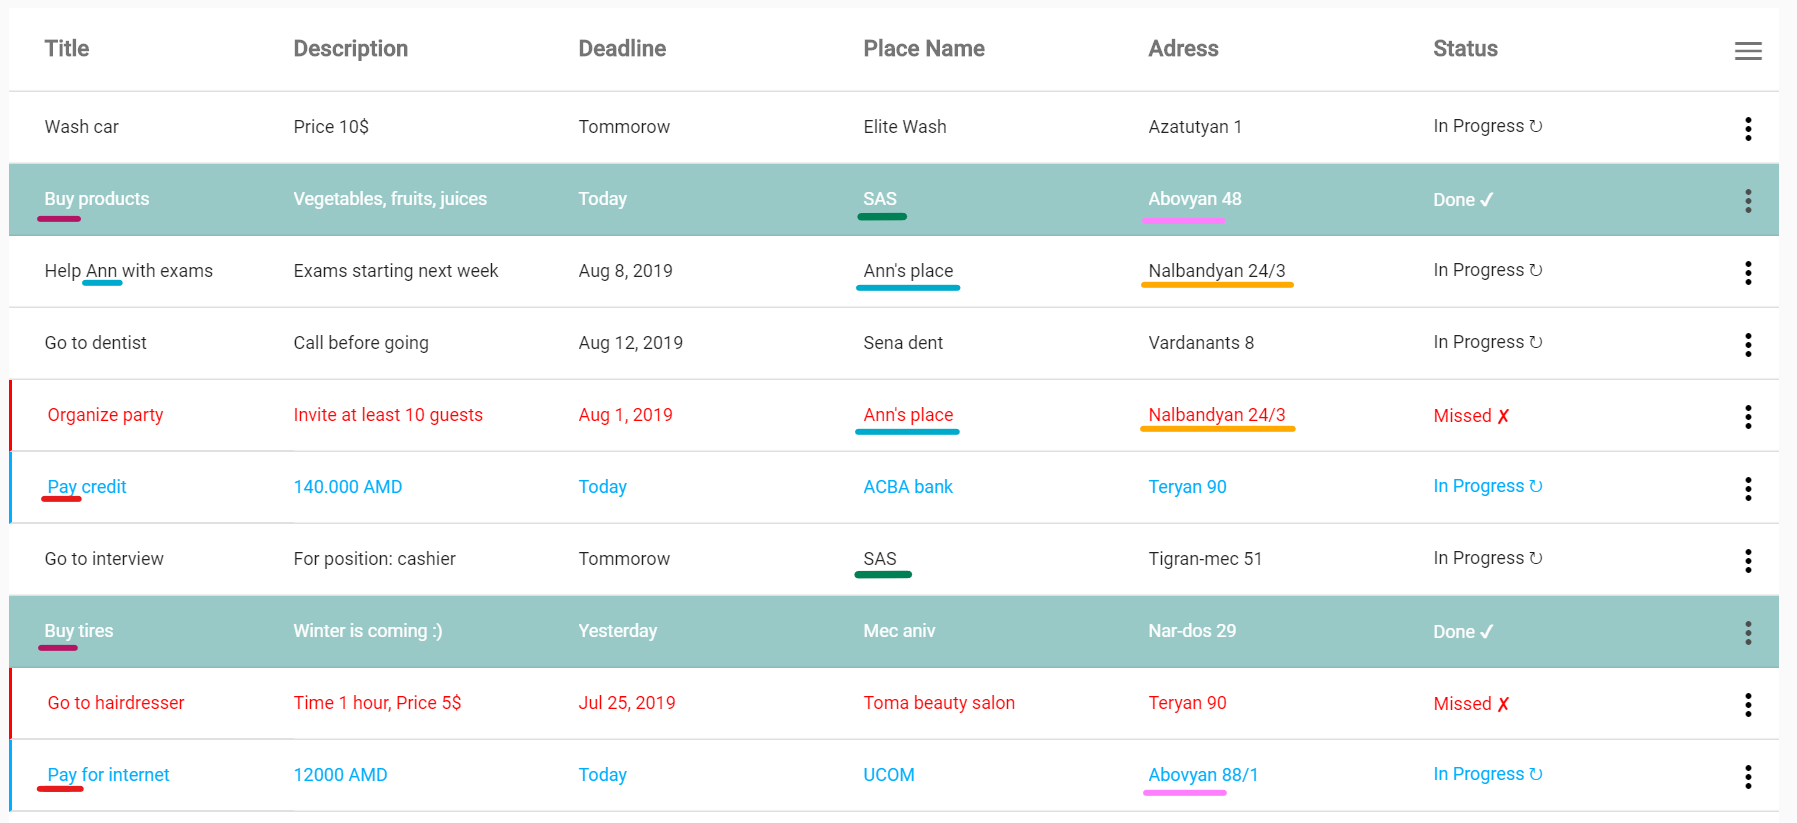 Title Description Deadline Place Name Adress Status
Wash car Price 10$ Tommorow Elite Wash Azatutyan 1 In Progress ↻
Buy products Vegetables, fruits, juices Today SAS Abovyan 48 Done ✓
Help Ann with exams Exams starting next week Aug 8, 2019 Ann's place Nalbandyan 24/3 In Progress ↻
Go to dentist Call before going Aug 12, 2019 Sena dent Vardanants 8 In Progress ↻
Organize party Invite at least 10 guests Aug 1, 2019 Ann's place Nalbandyan 24/3 Missed ✗
Pay credit 140.000 AMD Today ACBA bank Teryan 90 In Progress ↻
Go to interview For position: cashier Tommorow SAS Tigran-mec 51 In Progress ↻
Buy tires Winter is coming :) Yesterday Mec aniv Nar-dos 29 Done ✓
Go to hairdresser Time 1 hour, Price 5$ Jul 25, 2019 Toma beauty salon Teryan 90 Missed ✗
Pay for internet 12000 AMD Today UCOM Abovyan 88/1 In Progress ↻